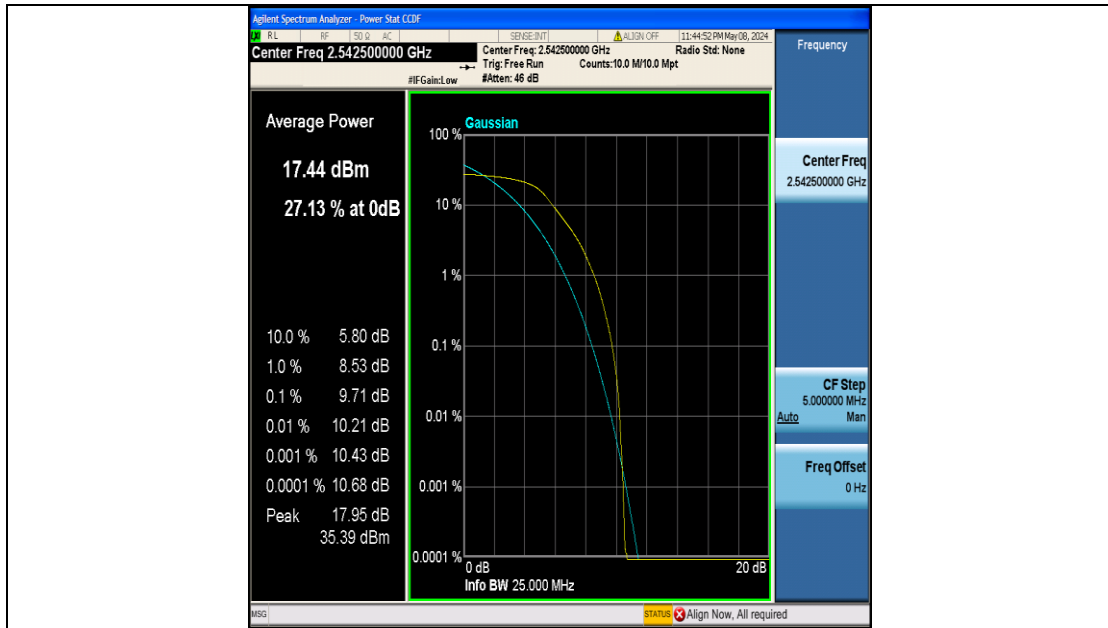 Agilent Spectrum Analyzer - Power Stat CCDF
RL RF 50 Ω AC SENSE:INT ALIGN OFF 11:44:52 PM May 08, 2024
Center Freq 2.542500000 GHz
Center Freq: 2.542500000 GHz Radio Std: None
Trig: Free Run Counts:10.0 M/10.0 Mpt
#IFGain:Low #Atten: 46 dB
Frequency
Average Power
17.44 dBm
27.13 % at 0dB
10.0 % 5.80 dB
1.0 % 8.53 dB
0.1 % 9.71 dB
0.01 % 10.21 dB
0.001 % 10.43 dB
0.0001 % 10.68 dB
Peak 17.95 dB
35.39 dBm
Gaussian
100 %
10 %
1 %
0.1 %
0.01 %
0.001 %
0.0001 %
0 dB 20 dB
Info BW 25.000 MHz
Center Freq
2.542500000 GHz
CF Step
5.000000 MHz
Auto Man
Freq Offset
0 Hz
MSG STATUS Align Now, All required